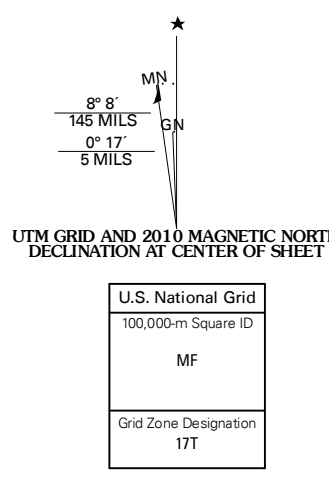 MN
8° 8´
145 MILS
GN
0° 17´
5 MILS
UTM GRID AND 2010 MAGNETIC NORT
DECLINATION AT CENTER OF SHEET
U.S. National Grid
100,000-m Square ID
MF
Grid Zone Designation
17T